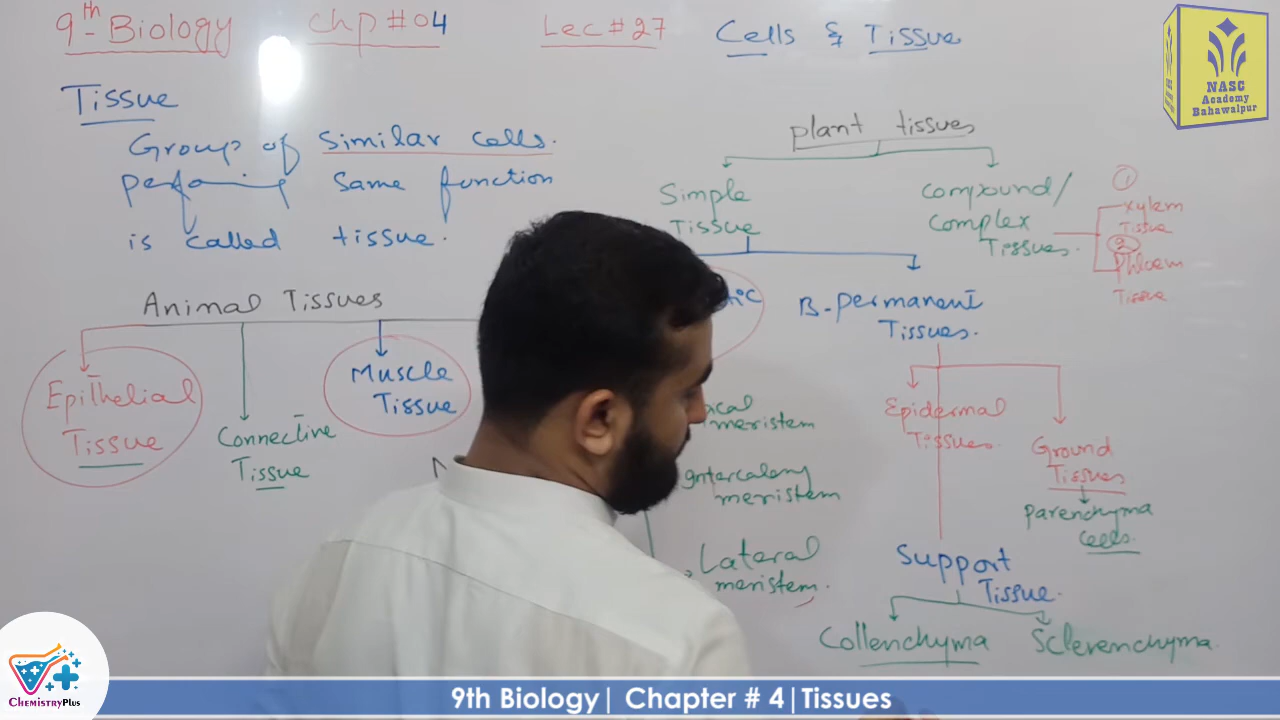 9th-Biology Chp #04 Lec #27 Cells & Tissue
Tissue
Group of Similar cells.
perfoming Same function
is called tissue.
Animal Tissues
Epithelial
Tissue
Connective
Tissue
Muscle
Tissue
plant tissues
Simple
Tissue
Compound/
complex
Tissues.
①
Xylem
Tissue
②
Phloem
Tissue
B-permanent
Tissues.
meristem
Intercalary
meristem
Lateral
meristem.
Epidermal
Tissues.
Ground
Tissues
Parenchyma
Cells.
Support
Tissue.
Collenchyma
Sclerenchyma.
NASC
Academy
Bahawalpur
ChemistryPlus
9th Biology| Chapter # 4|Tissues